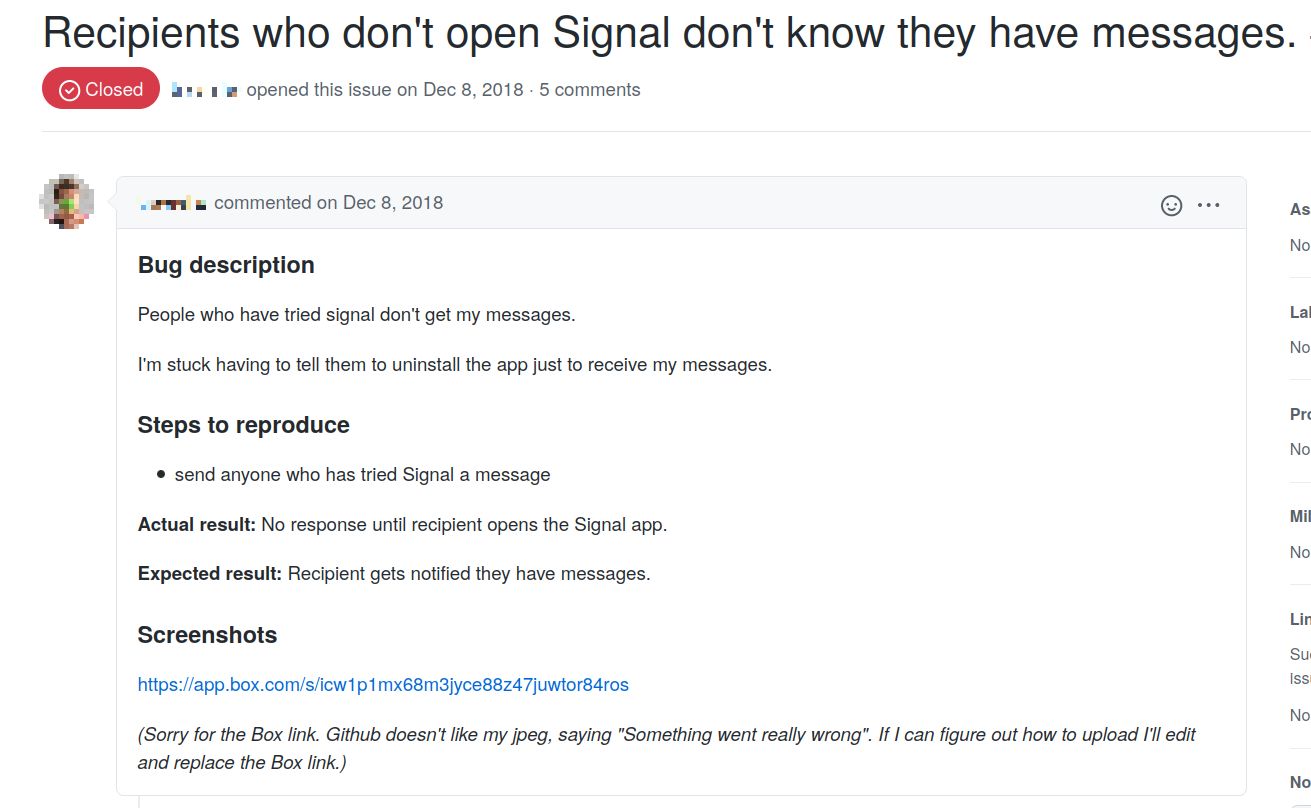 Recipients who don't open Signal don't know they have messages.
Closed opened this issue on Dec 8, 2018 · 5 comments
commented on Dec 8, 2018
Bug description
People who have tried signal don't get my messages.
I'm stuck having to tell them to uninstall the app just to receive my messages.
Steps to reproduce
send anyone who has tried Signal a message
Actual result: No response until recipient opens the Signal app.
Expected result: Recipient gets notified they have messages.
Screenshots
https://app.box.com/s/icw1p1mx68m3jyce88z47juwtor84ros
(Sorry for the Box link. Github doesn't like my jpeg, saying "Something went really wrong". If I can figure out how to upload I'll edit
and replace the Box link.)
As
No
Lal
No
Pro
No
Mil
No
Lin
Su
iss
No
No